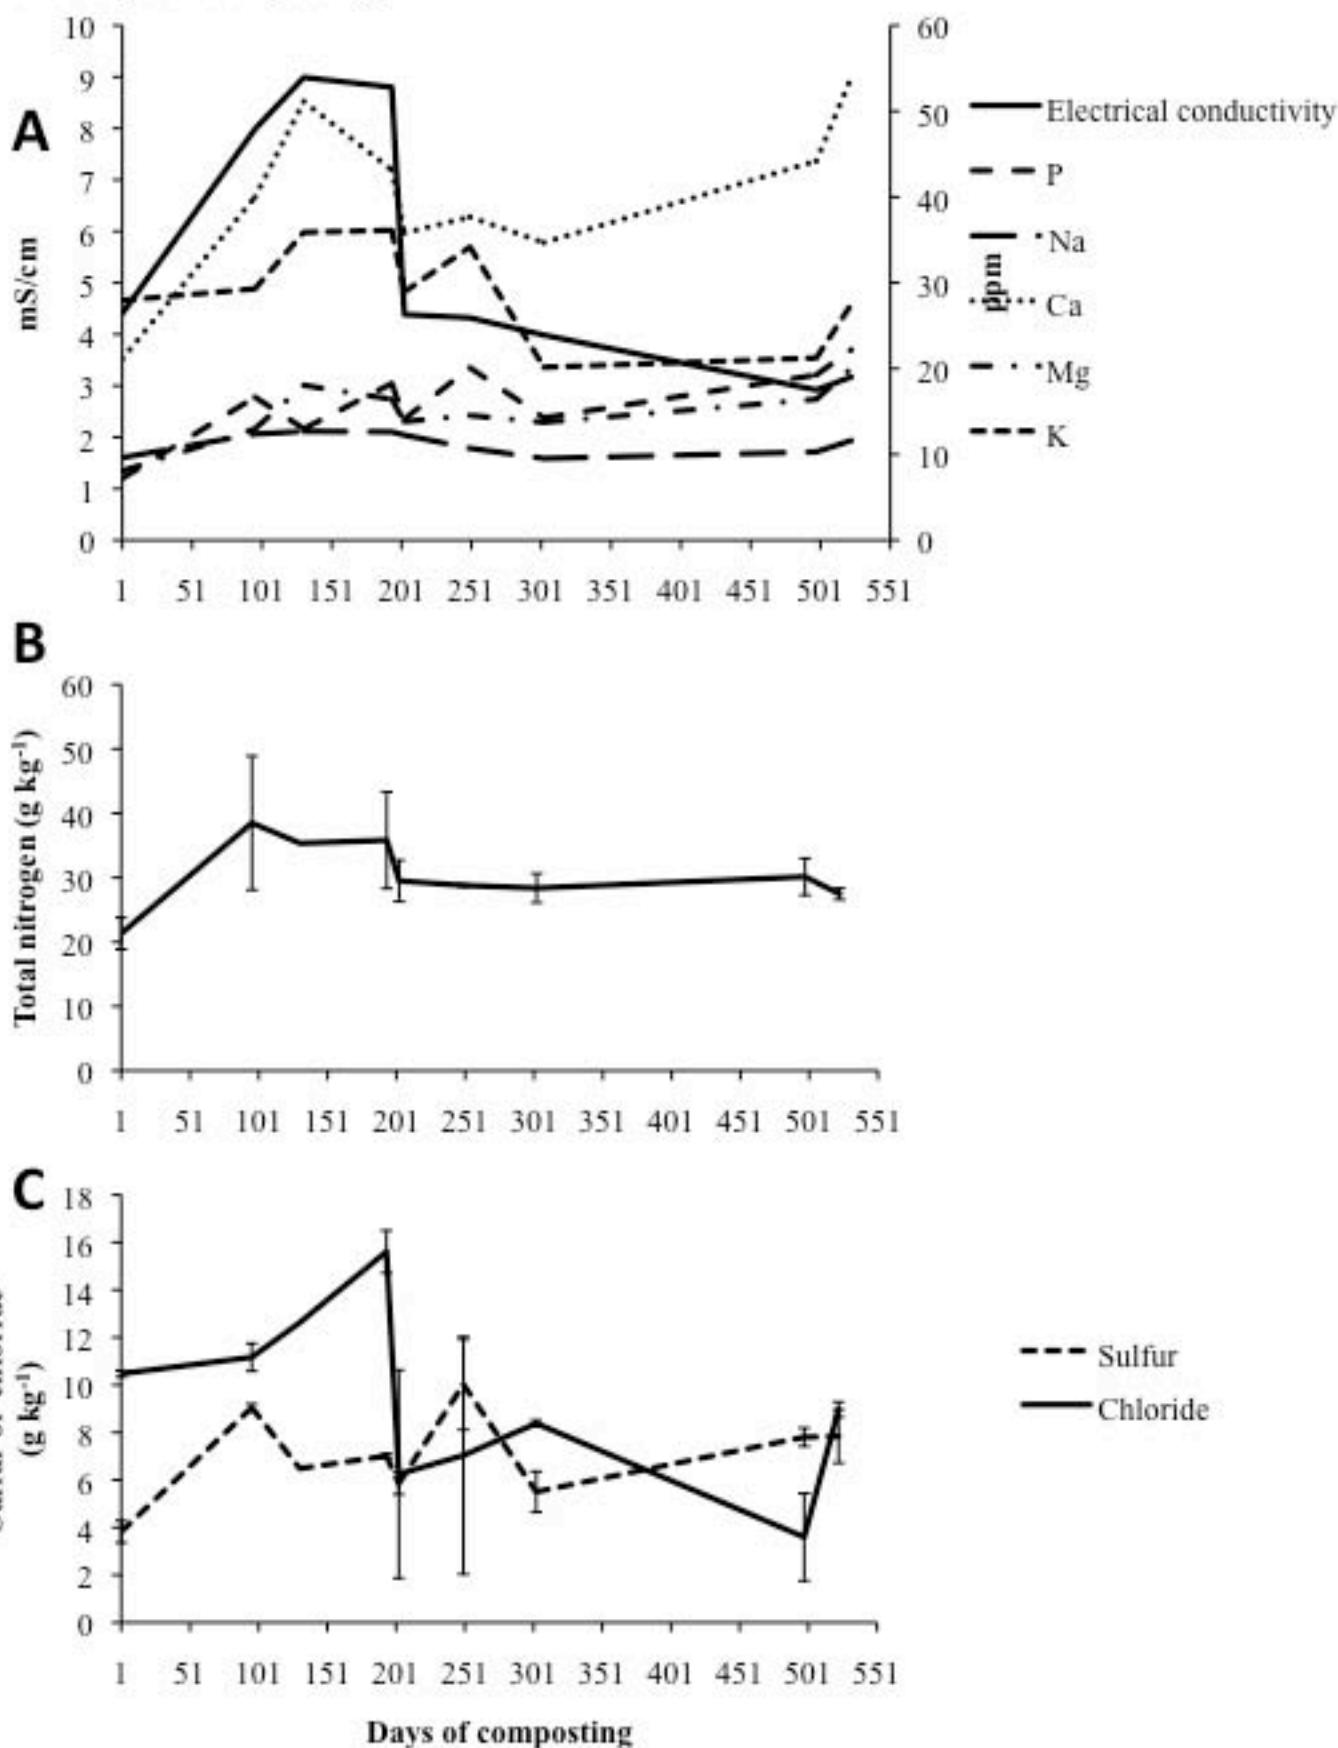 A
10
9
8
7
6
5
4
3
2
1
0
mS/cm
60
50
40
30
20
10
0
ppm
1 51 101 151 201 251 301 351 401 451 501 551
Electrical conductivity
P
Na
Ca
Mg
K
B
60
50
40
30
20
10
0
Total nitrogen (g kg-1)
1 51 101 151 201 251 301 351 401 451 501 551
C
18
16
14
12
10
8
6
4
2
0
(g kg-1)
1 51 101 151 201 251 301 351 401 451 501 551
Sulfur
Chloride
Days of composting